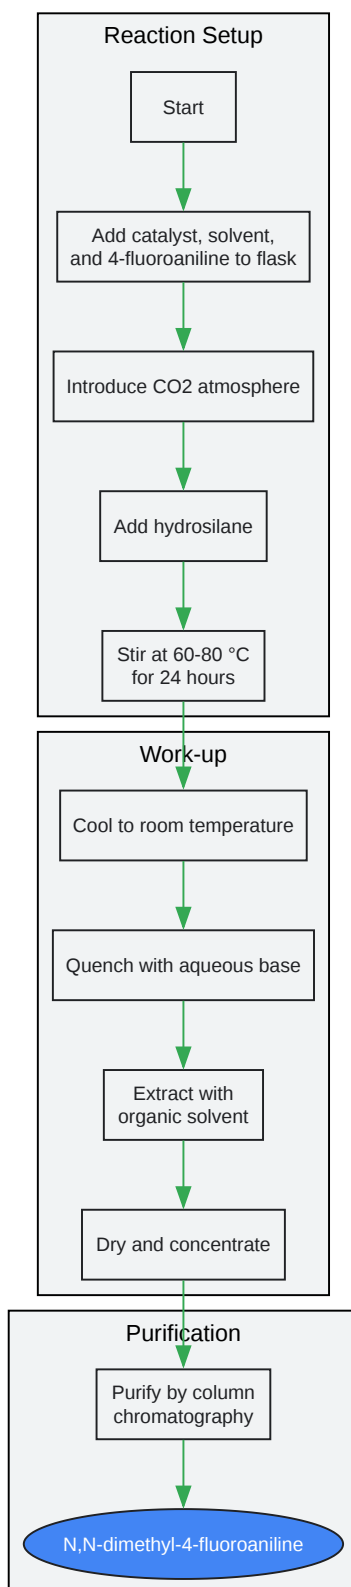 Reaction Setup
Start
Add catalyst, solvent,
and 4-fluoroaniline to flask
Introduce CO2 atmosphere
Add hydrosilane
Stir at 60-80 °C
for 24 hours
Work-up
Cool to room temperature
Quench with aqueous base
Extract with
organic solvent
Dry and concentrate
Purification
Purify by column
chromatography
N,N-dimethyl-4-fluoroaniline